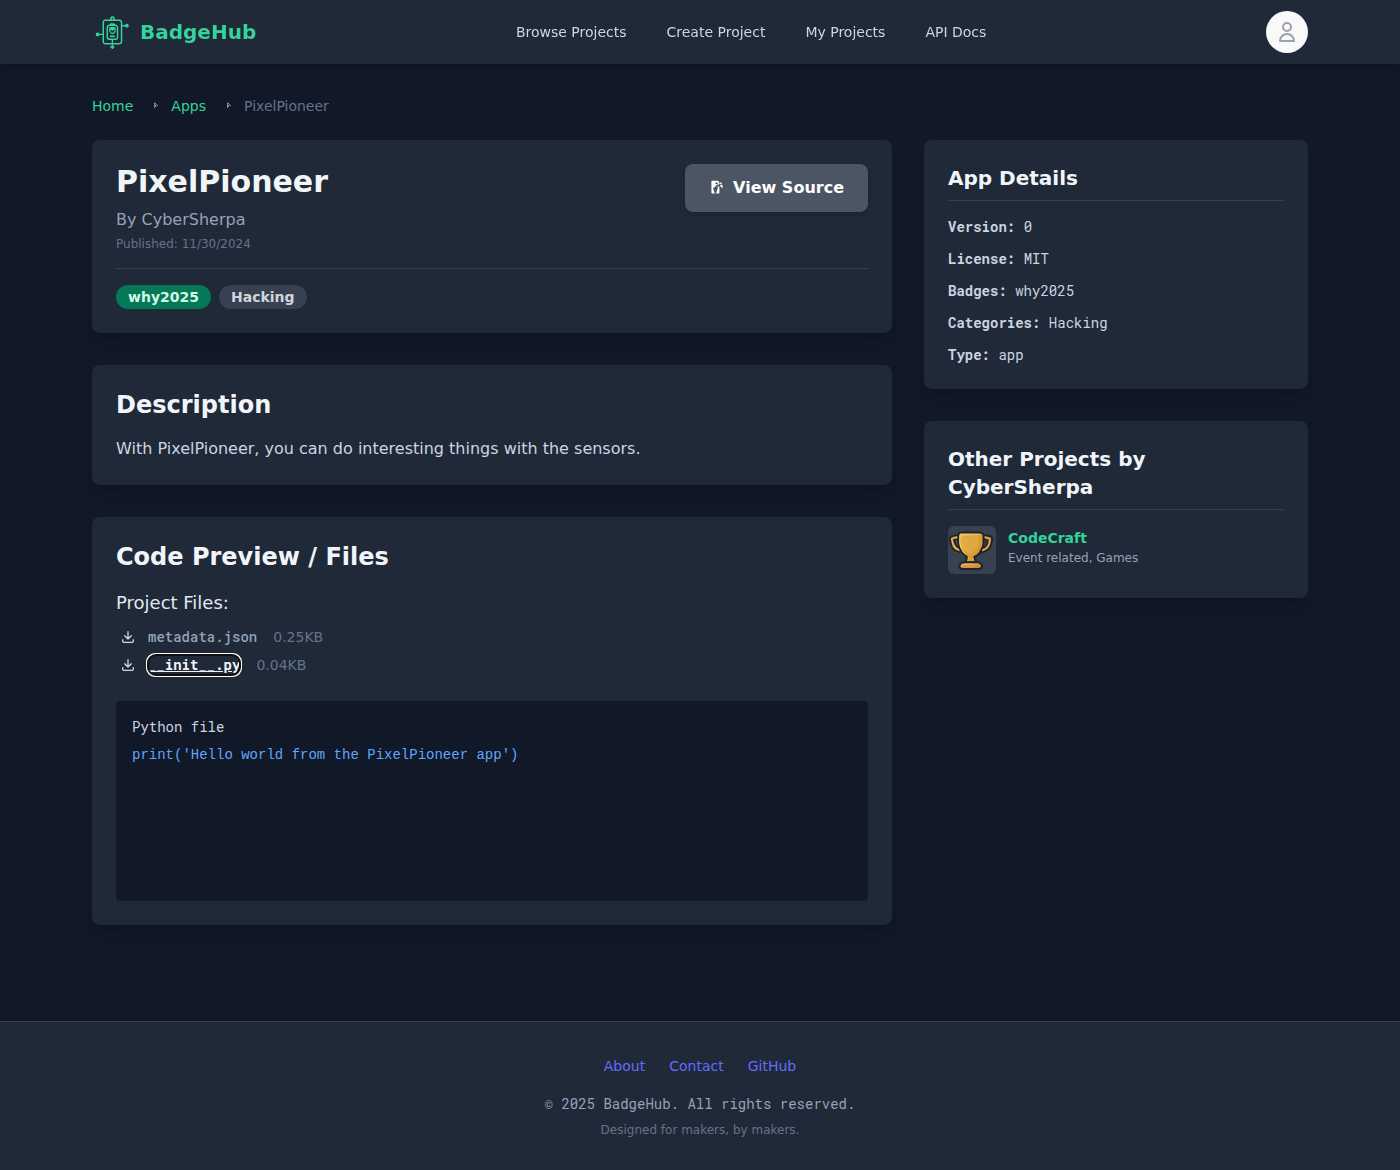 BadgeHub
Browse Projects
Create Project
My Projects
API Docs
Home
Apps
PixelPioneer
PixelPioneer
View Source
By CyberSherpa
Published: 11/30/2024
why2025
Hacking
Description
With PixelPioneer, you can do interesting things with the sensors.
Code Preview / Files
Project Files:
metadata.json 0.25KB
__init__.py 0.04KB
Python file
print('Hello world from the PixelPioneer app')
App Details
Version: 0
License: MIT
Badges: why2025
Categories: Hacking
Type: app
Other Projects by
CyberSherpa
CodeCraft
Event related, Games
About
Contact
GitHub
© 2025 BadgeHub. All rights reserved.
Designed for makers, by makers.